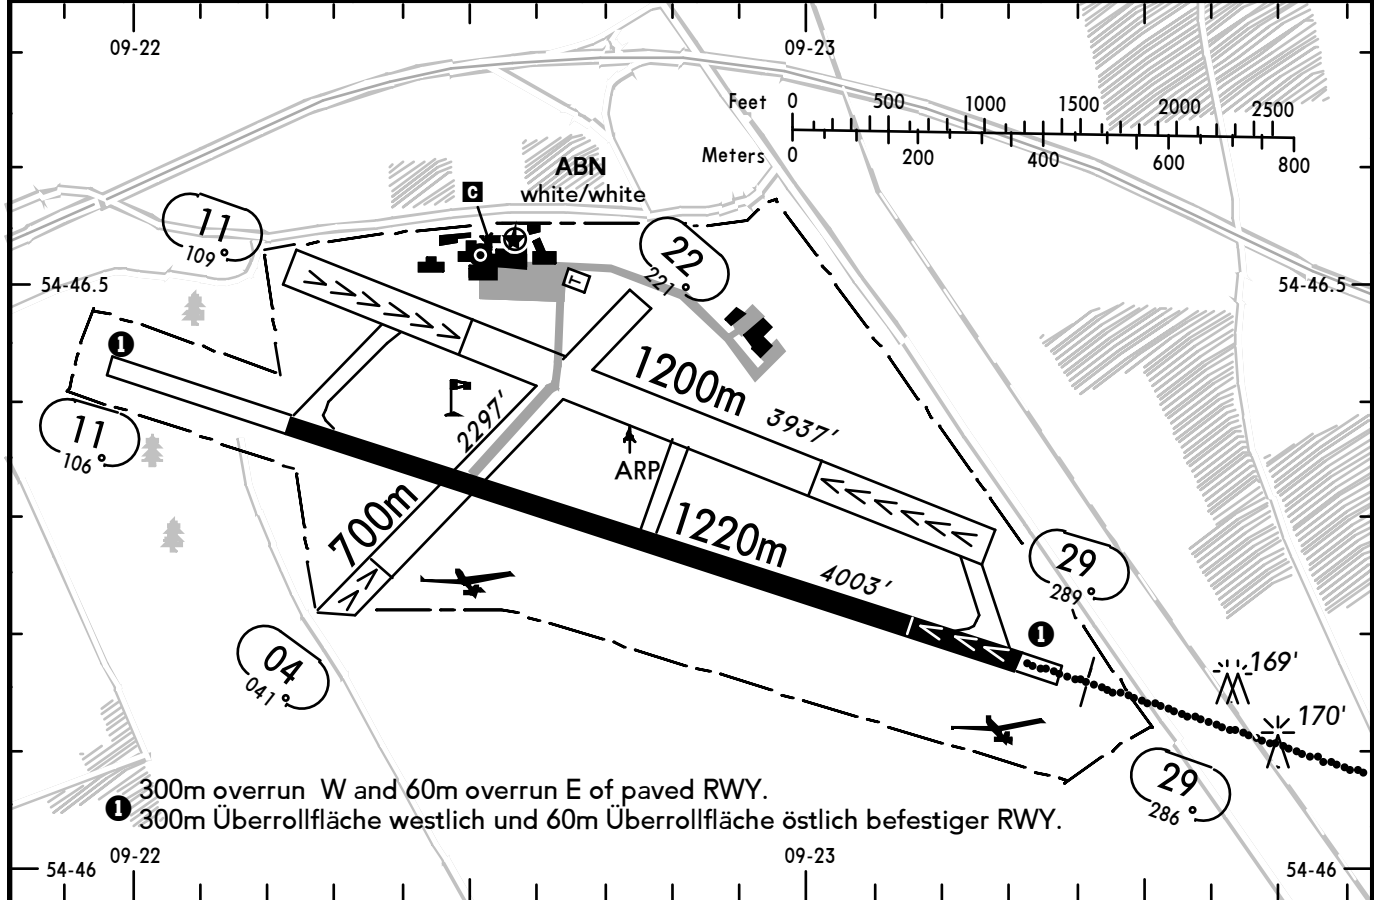 09-22 09-23
Feet 0 500 1000 1500 2000 2500
Meters 0 200 400 600 800
ABN
white/white
C
11
109°
22
221°
54-46.5 54-46.5
T
1
1200m 3937'
11
106°
2297'
ARP
700m
1220m 4003'
29
289°
1
04
041°
169'
170'
29
286°
1 300m overrun W and 60m overrun E of paved RWY.
300m Überrollfläche westlich und 60m Überrollfläche östlich befestiger RWY.
09-22 09-23
54-46 54-46